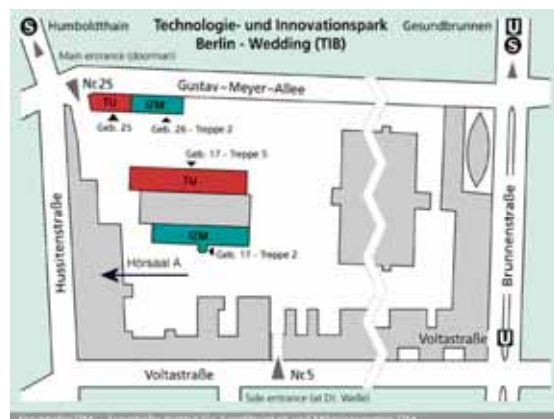 S Humboldthain
Technologie- und Innovationspark
Berlin - Wedding (TIB)
Gesundbrunnen U
S
Main entrance (doorman)
Nr.25
Gustav-Meyer-Allee
TU IZM
Geb. 25
Geb. 26 - Treppe 2
Geb. 17 - Treppe 5
TU
IZM
Geb. 17 - Treppe 2
Hörsaal A
Hussitenstraße
Brunnenstraße
Voltastraße
U
Voltastraße
Nr.5
Side entrance (at Dr. Weße)